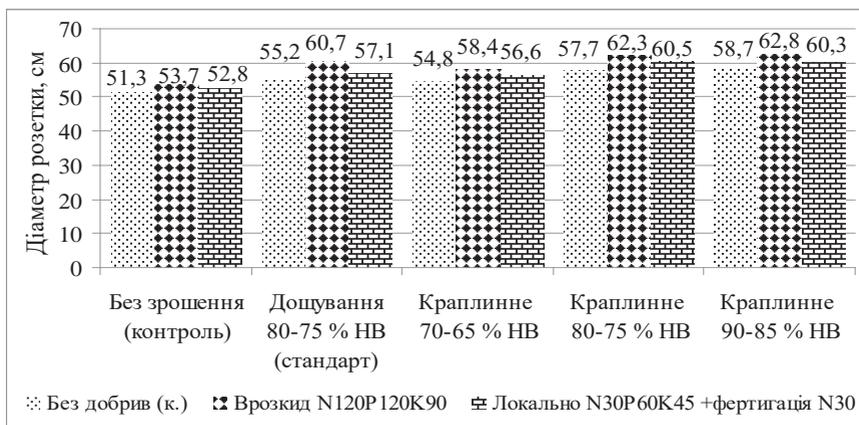 Діаметр розетки, см
70
60
50
40
30
20
10
0
51,3 53,7 52,8
55,2 60,7 57,1
54,8 58,4 56,6
57,7 62,3 60,5
58,7 62,8 60,3
Без зрошення
(контроль)
Дощування
80-75 % НВ
(стандарт)
Краплинне
70-65 % НВ
Краплинне
80-75 % НВ
Краплинне
90-85 % НВ
Без добрив (к.) Врозкид N120P120K90 Локально N30P60K45 +фертигація N30